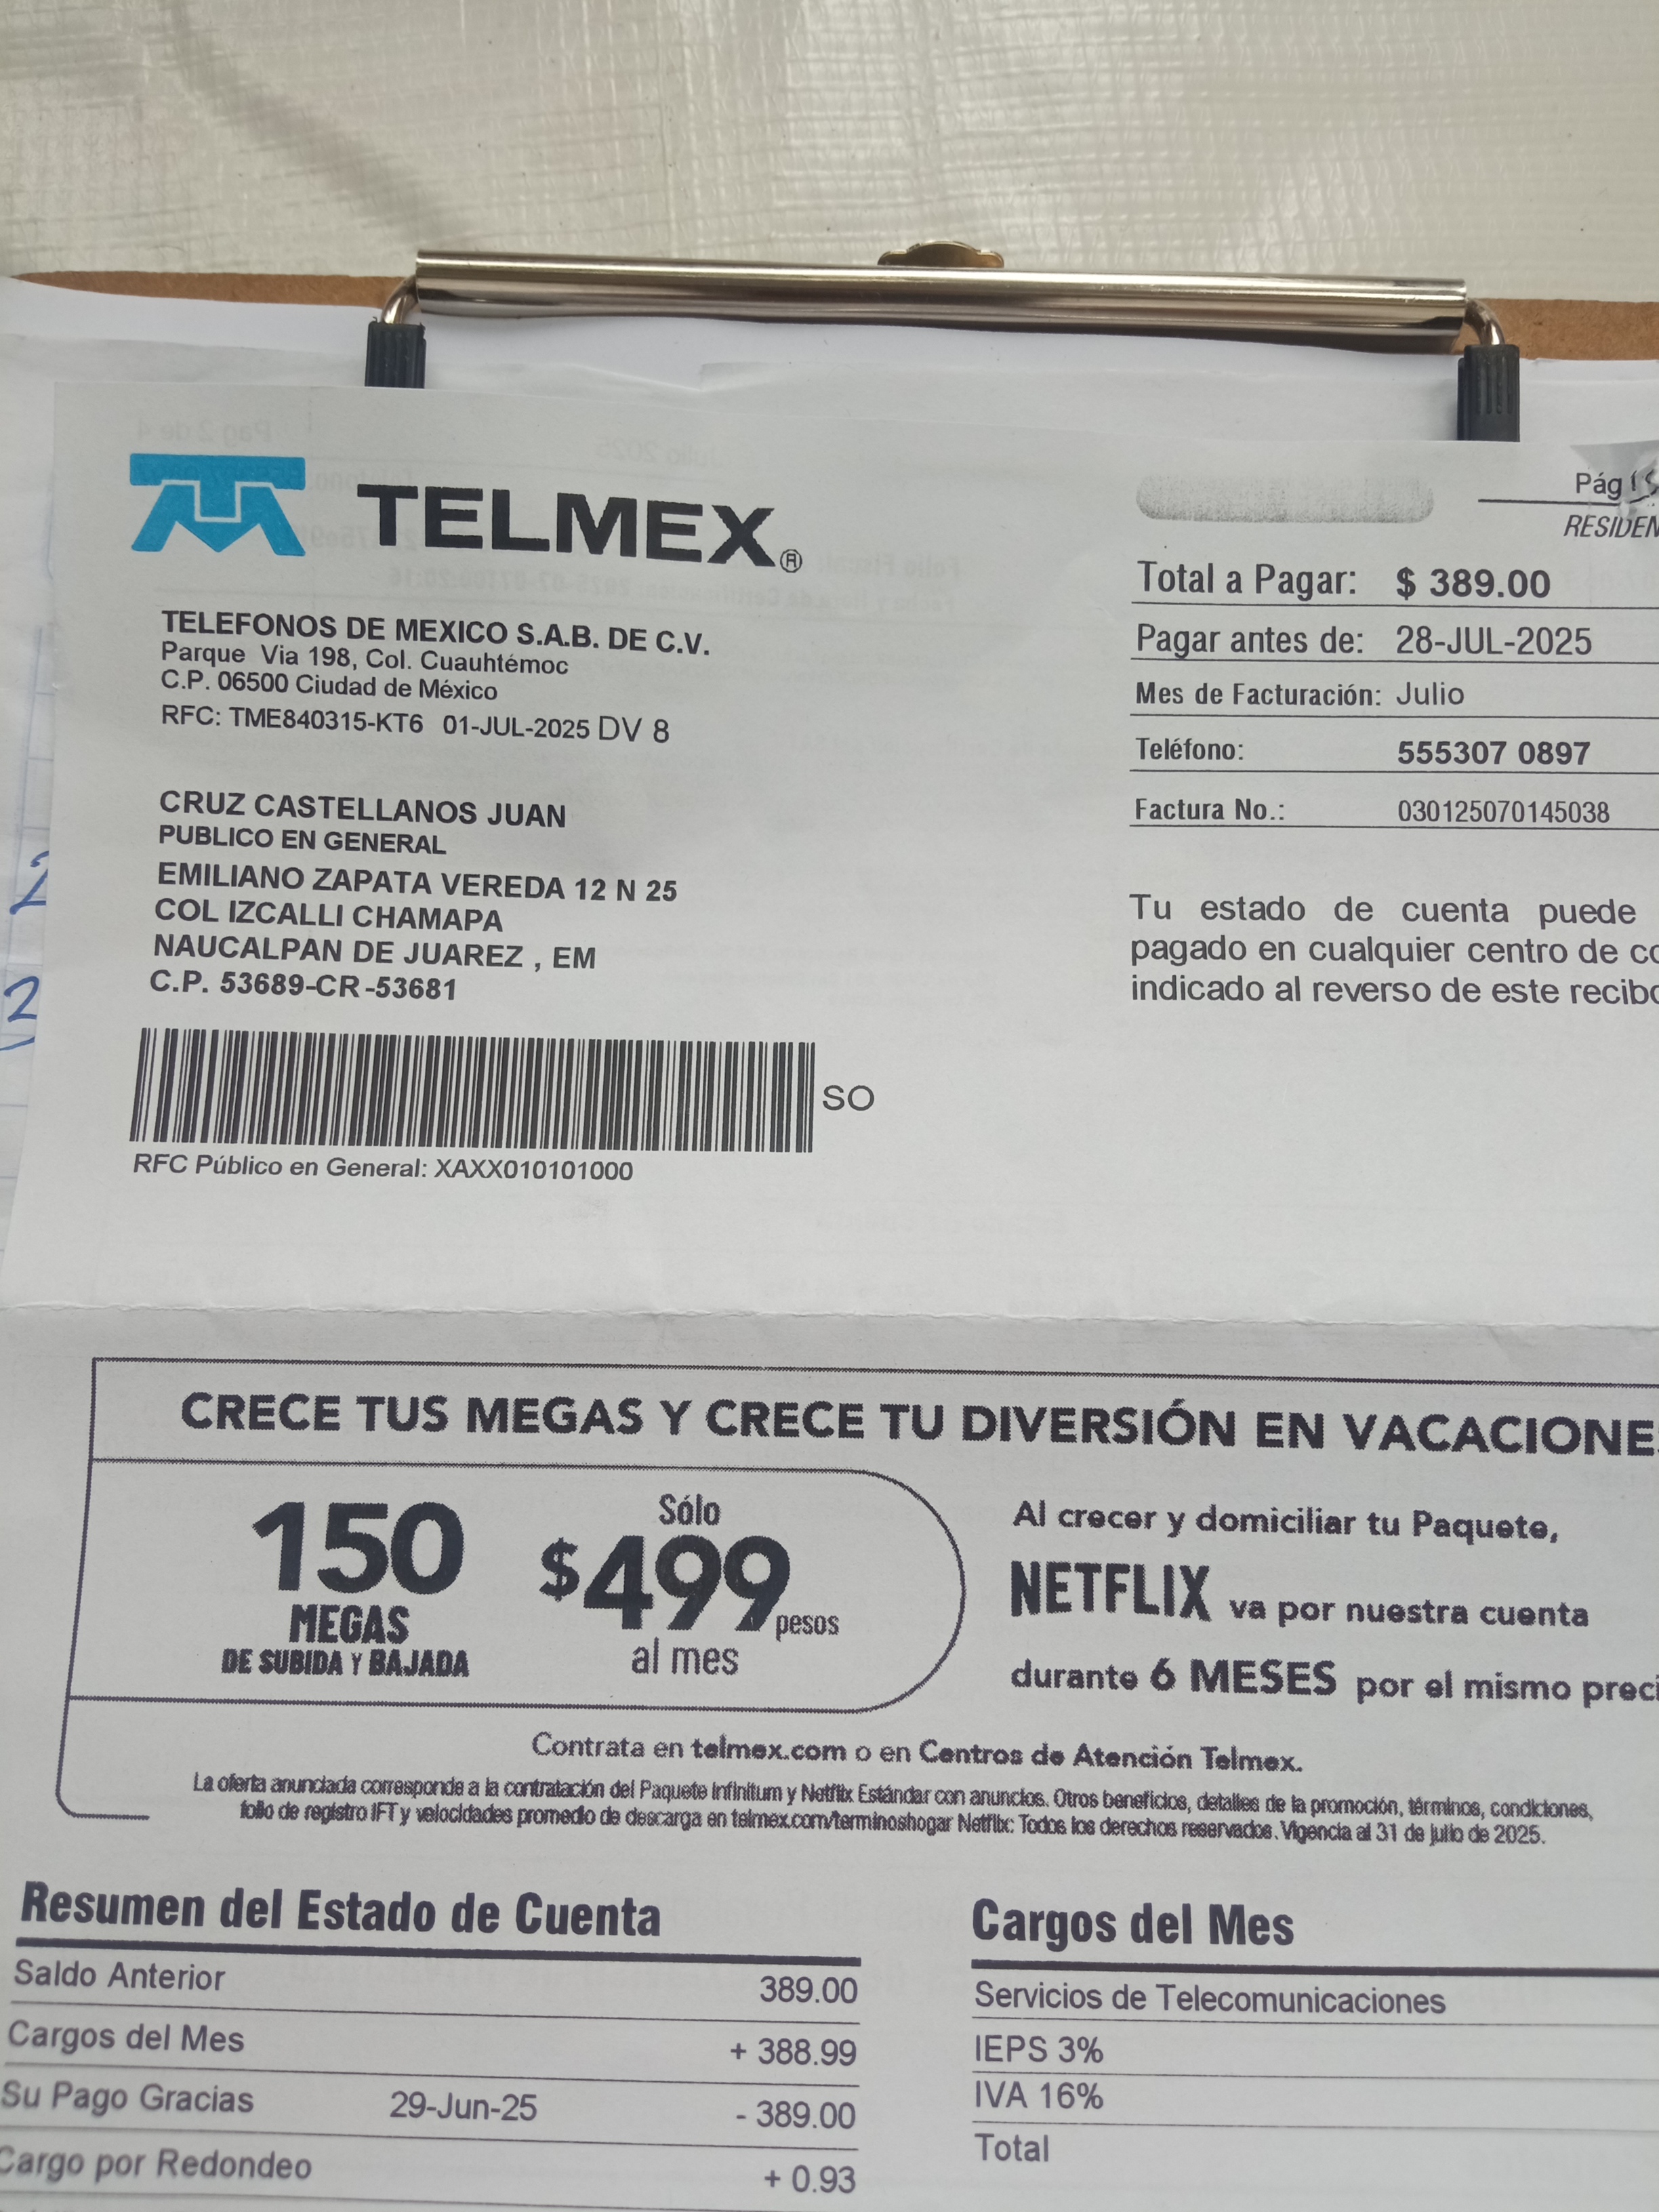 TELMEX®
Pág
RESIDEN
Total a Pagar: $ 389.00
Pagar antes de: 28-JUL-2025
Mes de Facturación: Julio
Teléfono: 555307 0897
Factura No.: 030125070145038
TELEFONOS DE MEXICO S.A.B. DE C.V.
Parque Via 198, Col. Cuauhtémoc
C.P. 06500 Ciudad de México
RFC: TME840315-KT6 01-JUL-2025 DV 8
CRUZ CASTELLANOS JUAN
PUBLICO EN GENERAL
EMILIANO ZAPATA VEREDA 12 N 25
COL IZCALLI CHAMAPA
NAUCALPAN DE JUAREZ , EM
C.P. 53689-CR-53681
SO
RFC Público en General: XAXX010101000
Tu estado de cuenta puede
pagado en cualquier centro de co
indicado al reverso de este recibo
2
2
CRECE TUS MEGAS Y CRECE TU DIVERSIÓN EN VACACIONES
150
MEGAS
DE SUBIDA Y BAJADA
Sólo
$499 pesos
al mes
Al crecer y domiciliar tu Paquete,
NETFLIX va por nuestra cuenta
durante 6 MESES por el mismo preci
Contrata en telmex.com o en Centros de Atención Telmex.
La oferta anunciada corresponde a la contratación del Paquete Infinitum y Netflix Estándar con anuncios. Otros beneficios, detalles de la promoción, términos, condiciones,
folio de registro IFT y velocidades promedio de descarga en telmex.com/terminoshogar Netflix: Todos los derechos reservados. Vigencia al 31 de julio de 2025.
Resumen del Estado de Cuenta
Saldo Anterior 389.00
Cargos del Mes + 388.99
Su Pago Gracias 29-Jun-25 - 389.00
Cargo por Redondeo + 0.93
Cargos del Mes
Servicios de Telecomunicaciones
IEPS 3%
IVA 16%
Total